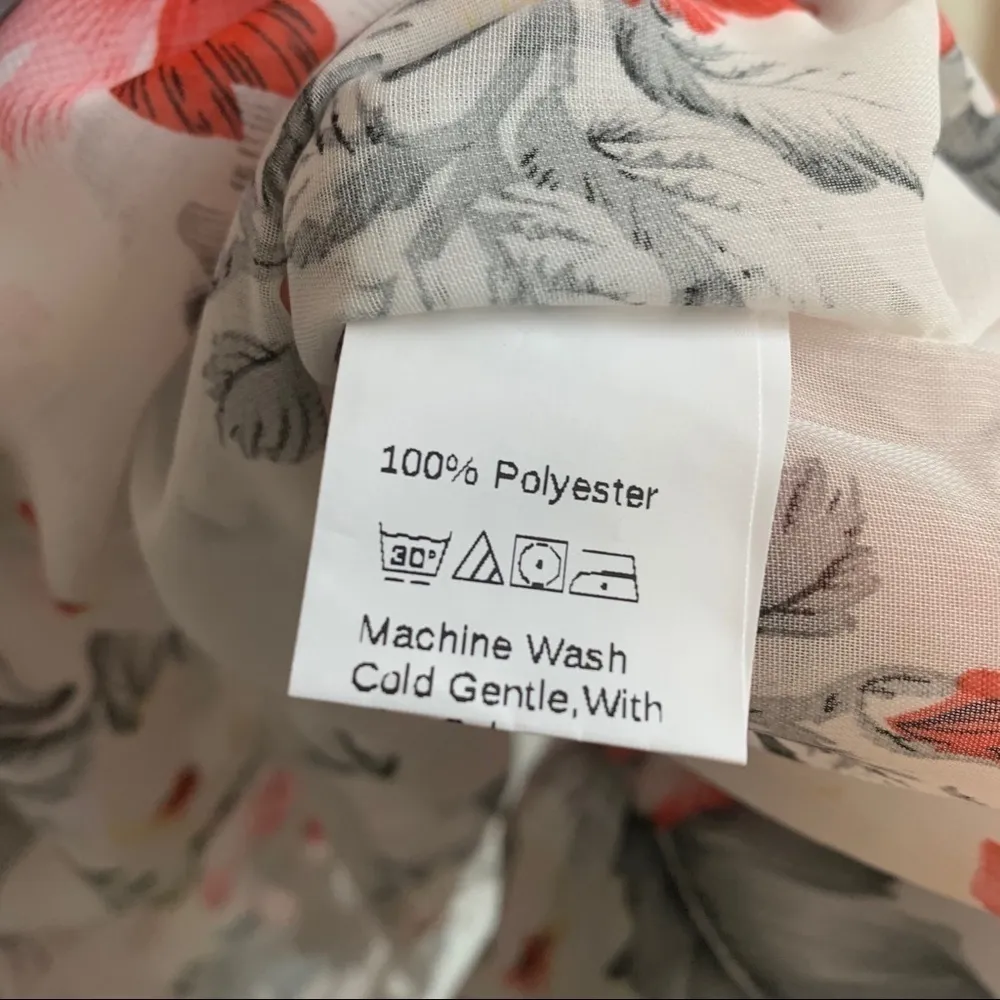 100% Polyester
30°
Machine Wash
Cold Gentle, With